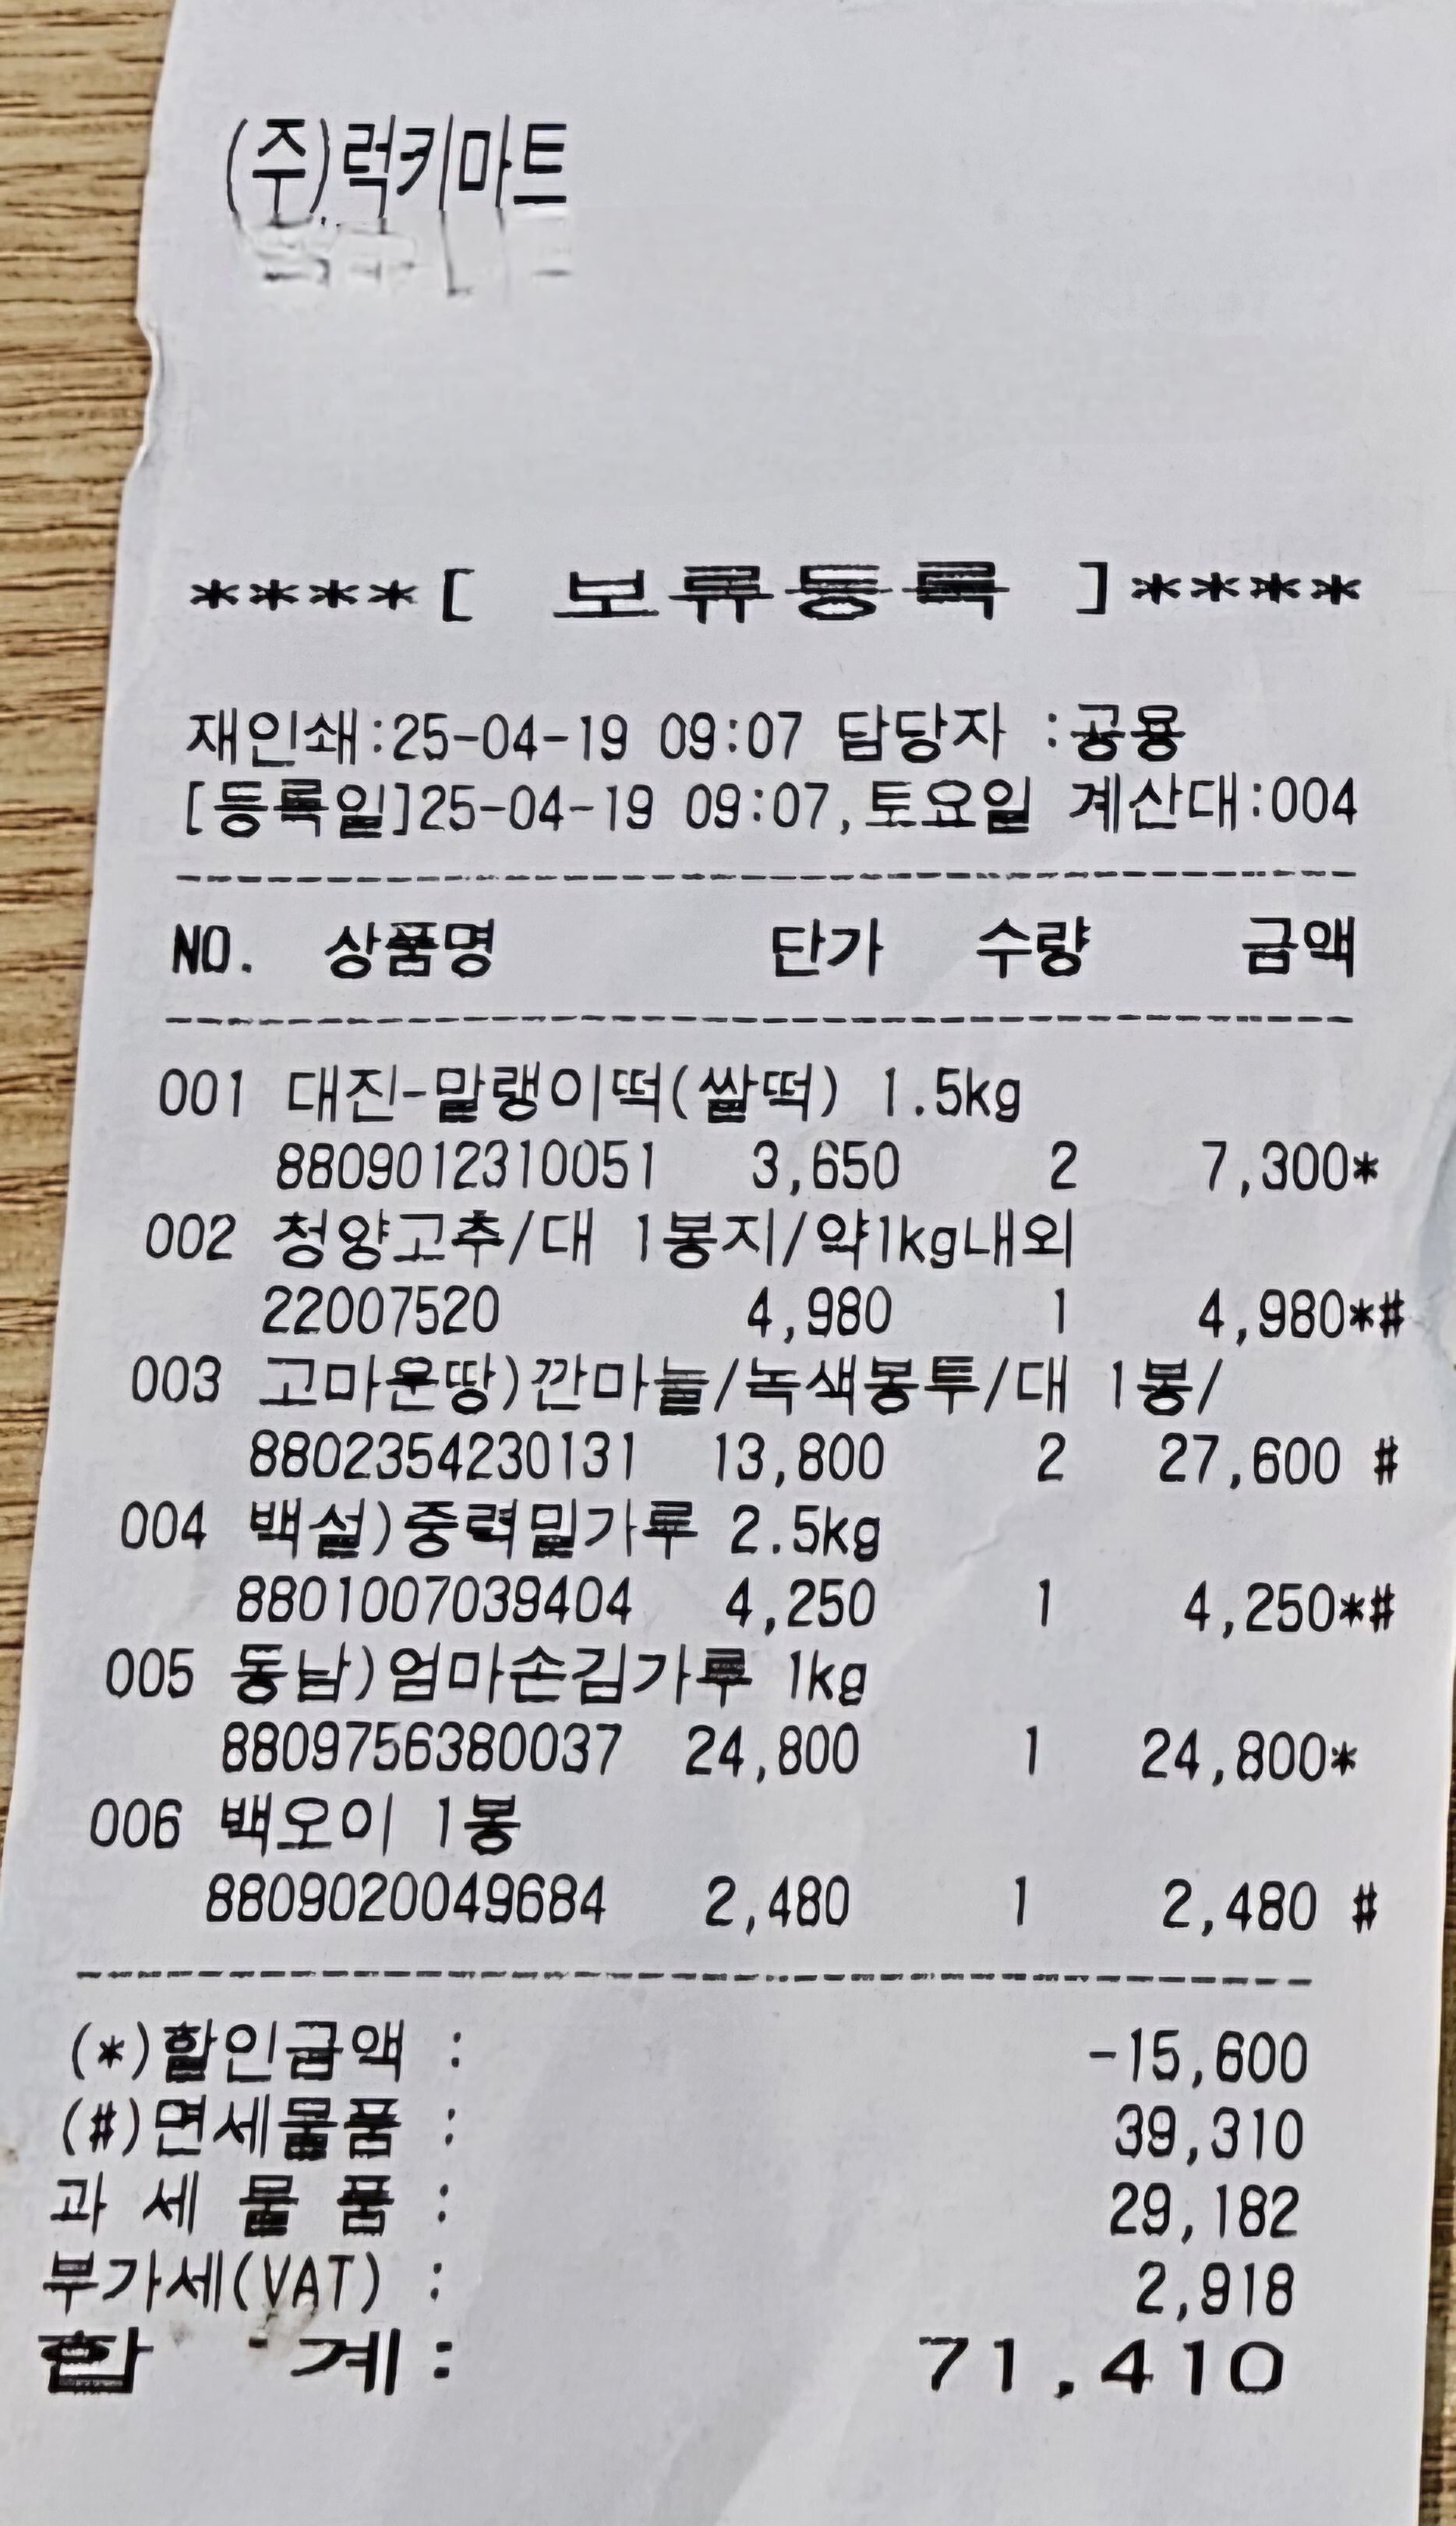 (주)럭키마트
****[ 보류등록 ]****
재인쇄:25-04-19 09:07 담당자 :공용
[등록일]25-04-19 09:07,토요일 계산대:004
NO. 상품명 단가 수량 금액
001 대진-말랭이떡(쌀떡) 1.5kg
8809012310051 3,650 2 7,300*
002 청양고추/대 1봉지/약1kg내외
22007520 4,980 1 4,980*#
003 고마운땅)깐마늘/녹색봉투/대 1봉/
8802354230131 13,800 2 27,600 #
004 백설)중력밀가루 2.5kg
8801007039404 4,250 1 4,250*#
005 동남)엄마손김가루 1kg
8809756380037 24,800 1 24,800*
006 백오이 1봉
8809020049684 2,480 1 2,480 #
(*)할인금액 : -15,600
(#)면세물품 : 39,310
과 세 물 품 : 29,182
부가세(VAT) : 2,918
합 계: 71,410